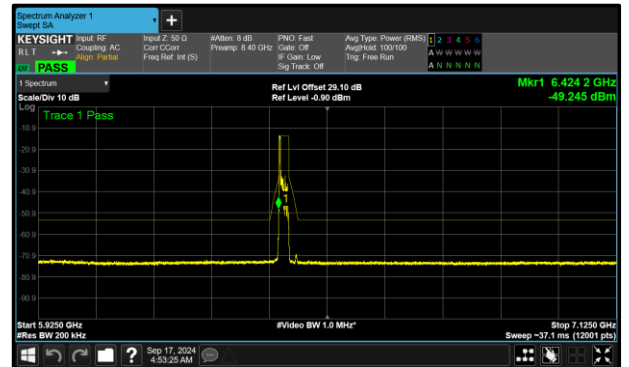 Spectrum Analyzer 1
Swept SA
+
KEYSIGHT
RLT
PASS
Input: RF
Coupling: AC
Align: Partial
Input Z: 50 Ω
Corr CCorr
Freq Ref: Int (S)
#Atten: 8 dB
Preamp: 8.40 GHz
PNO: Fast
Gate: Off
IF Gain: Low
Sig Track: Off
Avg Type: Power (RMS)
Avg|Hold: 100/100
Trig: Free Run
1 2 3 4 5 6
A W W W W W
A N N N N N
1 Spectrum
Scale/Div 10 dB
Ref Lvl Offset 29.10 dB
Ref Level -0.90 dBm
Mkr1 6.424 2 GHz
-49.245 dBm
Log
Trace 1 Pass
-10.9
-20.9
-30.9
-40.9
-50.9
-60.9
-70.9
-80.9
-90.9
1
Start 5.9250 GHz
#Res BW 200 kHz
#Video BW 1.0 MHz*
Stop 7.1250 GHz
Sweep ~37.1 ms (12001 pts)
?
Sep 17, 2024
4:53:25 AM